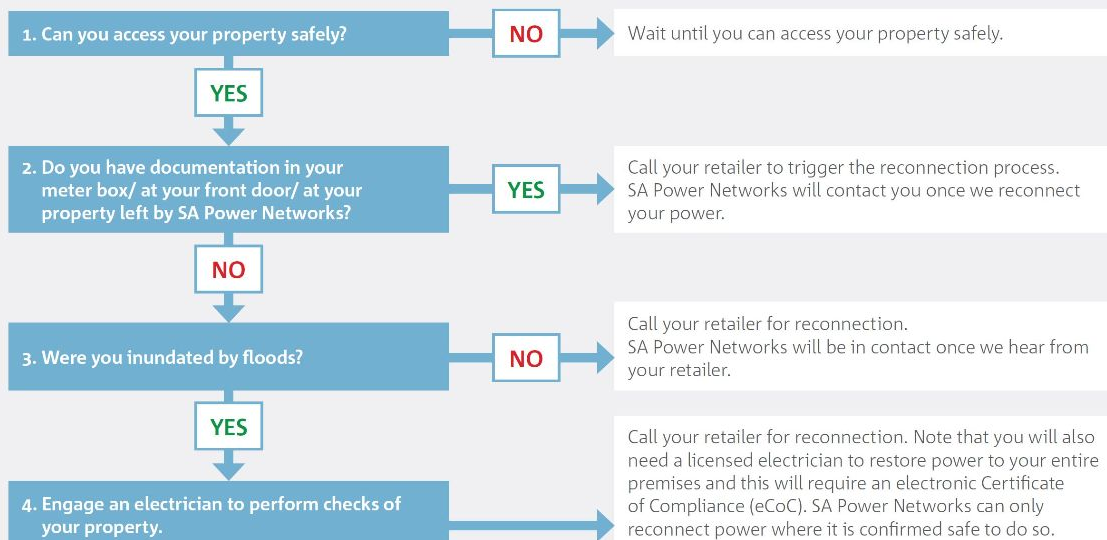 1. Can you access your property safely?
NO
Wait until you can access your property safely.
YES
2. Do you have documentation in your
meter box/ at your front door/ at your
property left by SA Power Networks?
YES
Call your retailer to trigger the reconnection process.
SA Power Networks will contact you once we reconnect
your power.
NO
3. Were you inundated by floods?
NO
Call your retailer for reconnection.
SA Power Networks will be in contact once we hear from
your retailer.
YES
4. Engage an electrician to perform checks of
your property.
Call your retailer for reconnection. Note that you will also
need a licensed electrician to restore power to your entire
premises and this will require an electronic Certificate
of Compliance (eCoC). SA Power Networks can only
reconnect power where it is confirmed safe to do so.